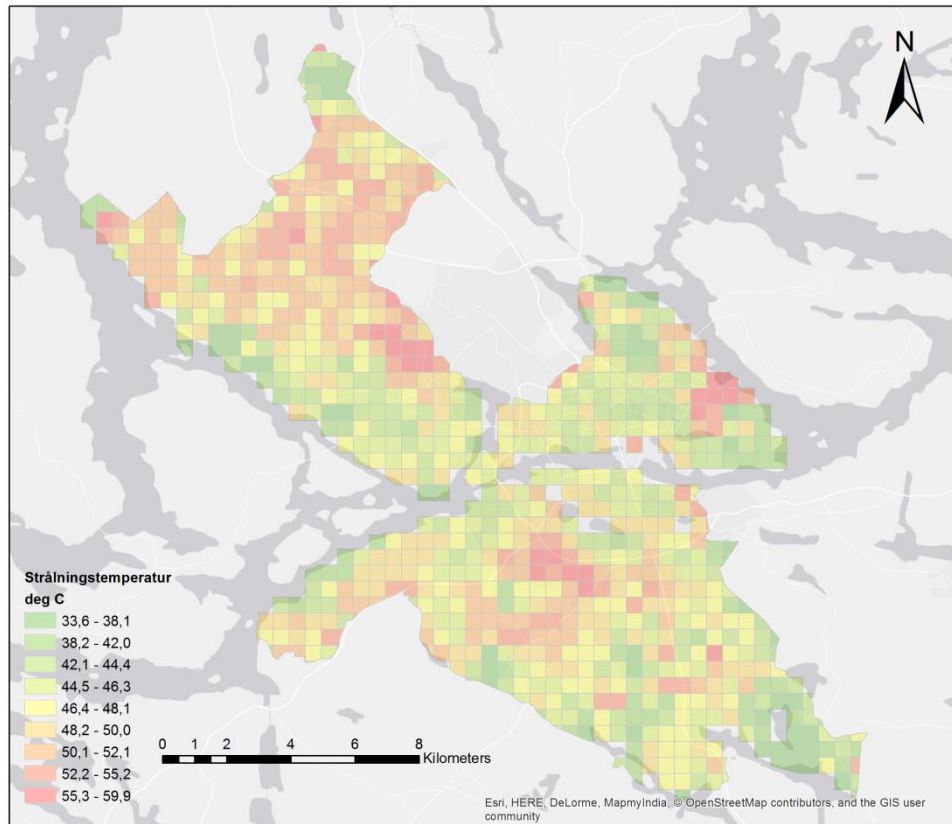 N
Strålningstemperatur
deg C
33,6 - 38,1
38,2 - 42,0
42,1 - 44,4
44,5 - 46,3
46,4 - 48,1
48,2 - 50,0
50,1 - 52,1
52,2 - 55,2
55,3 - 59,9
0 1 2 4 6 8
Kilometers
Esri, HERE, DeLorme, MapmyIndia, © OpenStreetMap contributors, and the GIS user
community